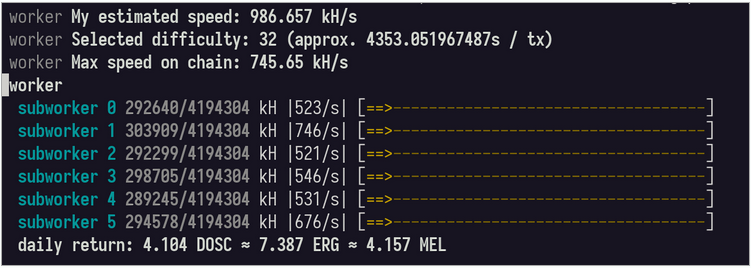 worker My estimated speed: 986.657 kH/s
worker Selected difficulty: 32 (approx. 4353.051967487s / tx)
worker Max speed on chain: 745.65 kH/s
worker
subworker 0 292640/4194304 kH |523/s| [==>-----------------------------------]
subworker 1 303909/4194304 kH |746/s| [==>-----------------------------------]
subworker 2 292299/4194304 kH |521/s| [==>-----------------------------------]
subworker 3 298705/4194304 kH |546/s| [==>-----------------------------------]
subworker 4 289245/4194304 kH |531/s| [==>-----------------------------------]
subworker 5 294578/4194304 kH |676/s| [==>-----------------------------------]
daily return: 4.104 DOSC ≈ 7.387 ERG ≈ 4.157 MEL